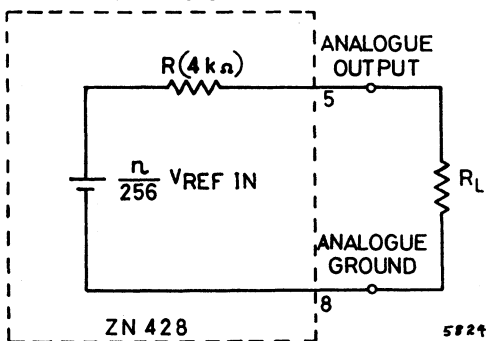 ANALOGUE
OUTPUT
R(4kΩ)
5
n/256 VREF IN
RL
ANALOGUE
GROUND
8
ZN 428
5824